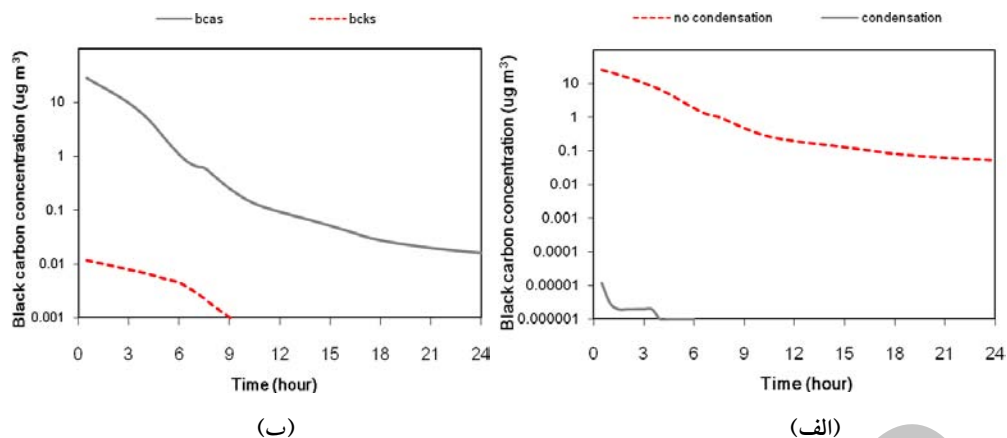 bcas
bcks
Black carbon concentration (ug m³)
10
1
0.1
0.01
0.001
0 3 6 9 12 15 18 21 24
Time (hour)
(ب)
no condensation
condensation
Black carbon concentration (ug m³)
10
1
0.1
0.01
0.001
0.0001
0.00001
0.000001
0 3 6 9 12 15 18 21 24
Time (hour)
(الف)